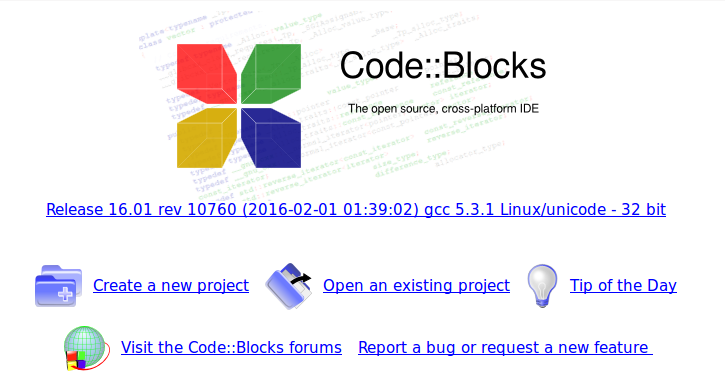 Code::Blocks
The open source, cross-platform IDE
Release 16.01 rev 10760 (2016-02-01 01:39:02) gcc 5.3.1 Linux/unicode - 32 bit
Create a new project Open an existing project Tip of the Day
Visit the Code::Blocks forums Report a bug or request a new feature